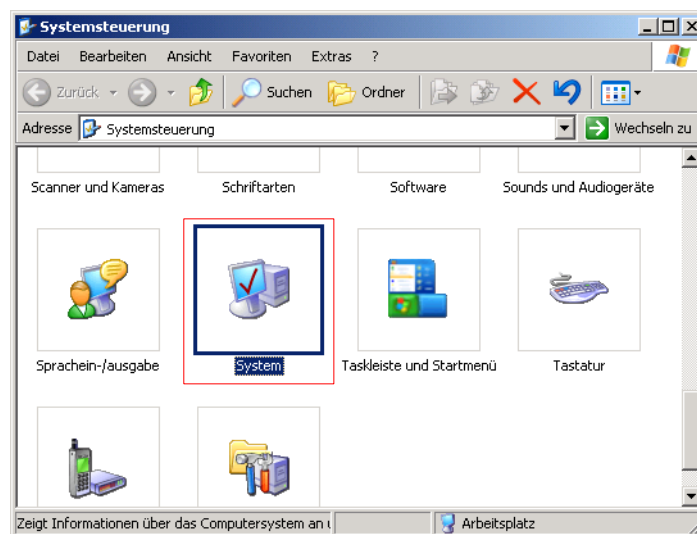 Systemsteuerung
Datei Bearbeiten Ansicht Favoriten Extras ?
Zurück Suchen Ordner
Adresse Systemsteuerung Wechseln zu
Scanner und Kameras Schriftarten Software Sounds und Audiogeräte
Sprachein-/ausgabe System Taskleiste und Startmenü Tastatur
Zeigt Informationen über das Computersystem an Arbeitsplatz